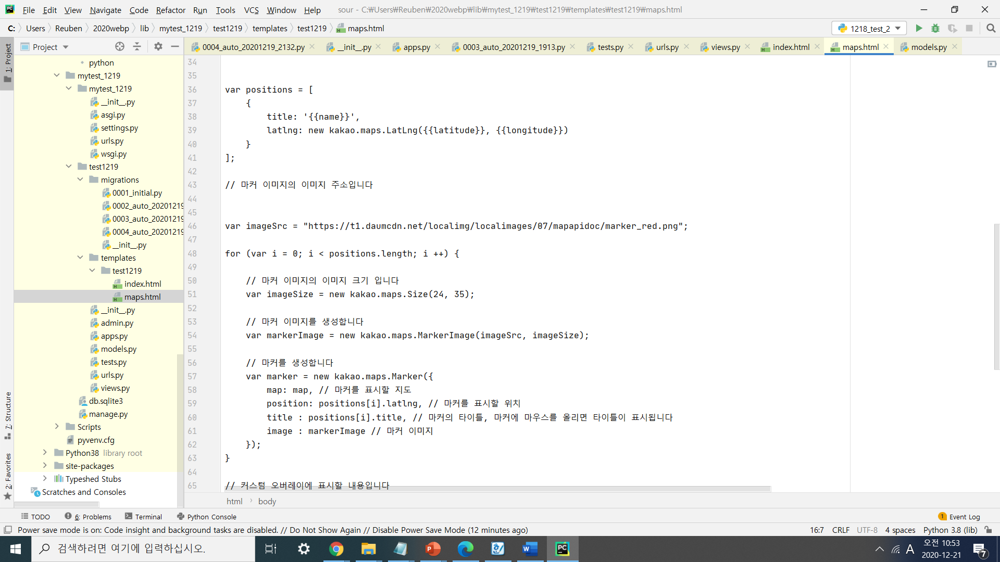 File Edit View Navigate Code Refactor Run Tools VCS Window Help sour - C:₩Users₩Reuben₩2020webp₩lib₩mytest_1219₩test1219₩templates₩test1219₩maps.html
C: Users Reuben 2020webp lib mytest_1219 test1219 templates test1219 maps.html 1218_test_2
Project 0004_auto_20201219_2132.py __init__.py apps.py 0003_auto_20201219_1913.py tests.py urls.py views.py index.html maps.html models.py
1: Project
7: Structure
2: Favorites
python
mytest_1219
mytest_1219
__init__.py
asgi.py
settings.py
urls.py
wsgi.py
test1219
migrations
0001_initial.py
0002_auto_20201219
0003_auto_20201219
0004_auto_20201219
__init__.py
templates
test1219
index.html
maps.html
__init__.py
admin.py
apps.py
models.py
tests.py
urls.py
views.py
db.sqlite3
manage.py
Scripts
pyvenv.cfg
Python38 library root
site-packages
Typeshed Stubs
Scratches and Consoles
34
35
36 var positions = [
37 {
38 title: '{{name}}',
39 latlng: new kakao.maps.LatLng({{latitude}}, {{longitude}})
40 }
41 ];
42
43 // 마커 이미지의 이미지 주소입니다
44
45
46 var imageSrc = "https://t1.daumcdn.net/localimg/localimages/07/mapapidoc/marker_red.png";
47
48 for (var i = 0; i < positions.length; i ++) {
49
50 // 마커 이미지의 이미지 크기 입니다
51 var imageSize = new kakao.maps.Size(24, 35);
52
53 // 마커 이미지를 생성합니다
54 var markerImage = new kakao.maps.MarkerImage(imageSrc, imageSize);
55
56 // 마커를 생성합니다
57 var marker = new kakao.maps.Marker({
58 map: map, // 마커를 표시할 지도
59 position: positions[i].latlng, // 마커를 표시할 위치
60 title : positions[i].title, // 마커의 타이틀, 마커에 마우스를 올리면 타이틀이 표시됩니다
61 image : markerImage // 마커 이미지
62 });
63 }
64
65 // 커스텀 오버레이에 표시할 내용입니다
html body
TODO 6: Problems Terminal Python Console 1 Event Log
Power save mode is on: Code insight and background tasks are disabled. // Do Not Show Again // Disable Power Save Mode (12 minutes ago) 16:7 CRLF UTF-8 4 spaces Python 3.8 (lib)
검색하려면 여기에 입력하십시오. A 오전 10:53
2020-12-21 7